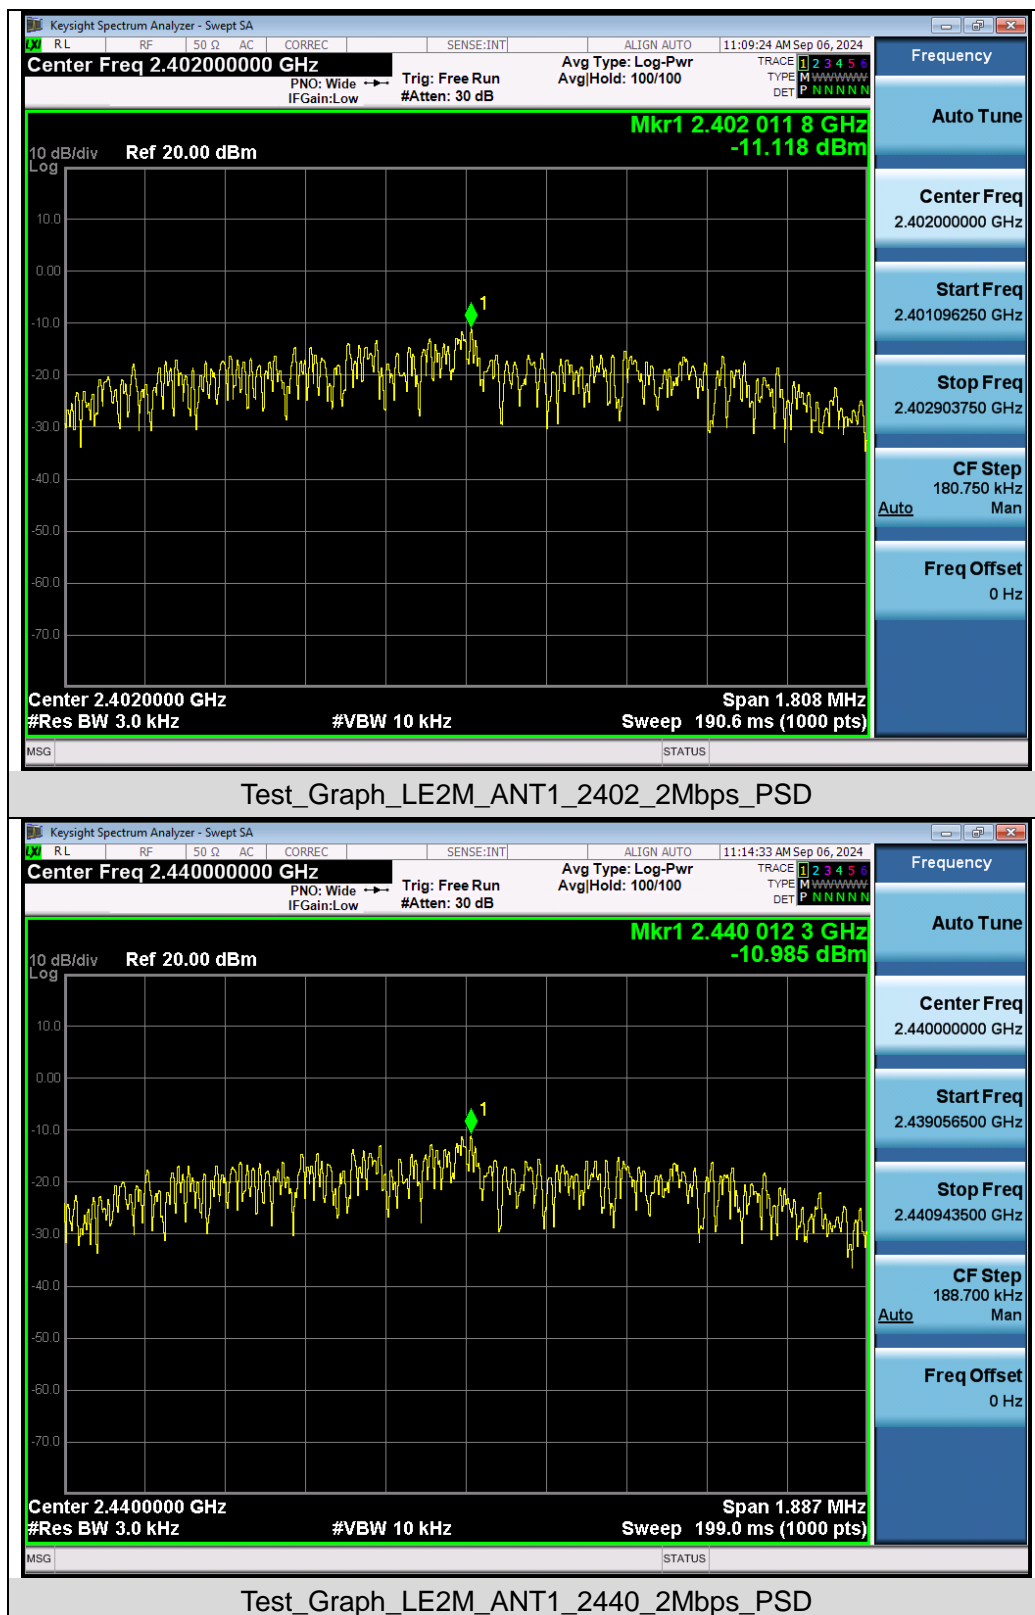 Keysight Spectrum Analyzer - Swept SA
LXI RL RF 50 Ω AC CORREC SENSE:INT ALIGN AUTO 11:09:24 AM Sep 06, 2024
Center Freq 2.402000000 GHz
PNO: Wide Trig: Free Run
IFGain:Low #Atten: 30 dB
Avg Type: Log-Pwr
Avg|Hold: 100/100
TRACE 1 2 3 4 5 6
TYPE M W W W W W
DET P N N N N N
Frequency
Mkr1 2.402 011 8 GHz
-11.118 dBm
10 dB/div Ref 20.00 dBm
Log
10.0
0.00
-10.0
-20.0
-30.0
-40.0
-50.0
-60.0
-70.0
1
Center 2.4020000 GHz Span 1.808 MHz
#Res BW 3.0 kHz #VBW 10 kHz Sweep 190.6 ms (1000 pts)
MSG STATUS
Auto Tune
Center Freq
2.402000000 GHz
Start Freq
2.401096250 GHz
Stop Freq
2.402903750 GHz
CF Step
180.750 kHz
Auto Man
Freq Offset
0 Hz
Test_Graph_LE2M_ANT1_2402_2Mbps_PSD
Keysight Spectrum Analyzer - Swept SA
LXI RL RF 50 Ω AC CORREC SENSE:INT ALIGN AUTO 11:14:33 AM Sep 06, 2024
Center Freq 2.440000000 GHz
PNO: Wide Trig: Free Run
IFGain:Low #Atten: 30 dB
Avg Type: Log-Pwr
Avg|Hold: 100/100
TRACE 1 2 3 4 5 6
TYPE M W W W W W
DET P N N N N N
Frequency
Mkr1 2.440 012 3 GHz
-10.985 dBm
10 dB/div Ref 20.00 dBm
Log
10.0
0.00
-10.0
-20.0
-30.0
-40.0
-50.0
-60.0
-70.0
1
Center 2.4400000 GHz Span 1.887 MHz
#Res BW 3.0 kHz #VBW 10 kHz Sweep 199.0 ms (1000 pts)
MSG STATUS
Auto Tune
Center Freq
2.440000000 GHz
Start Freq
2.439056500 GHz
Stop Freq
2.440943500 GHz
CF Step
188.700 kHz
Auto Man
Freq Offset
0 Hz
Test_Graph_LE2M_ANT1_2440_2Mbps_PSD